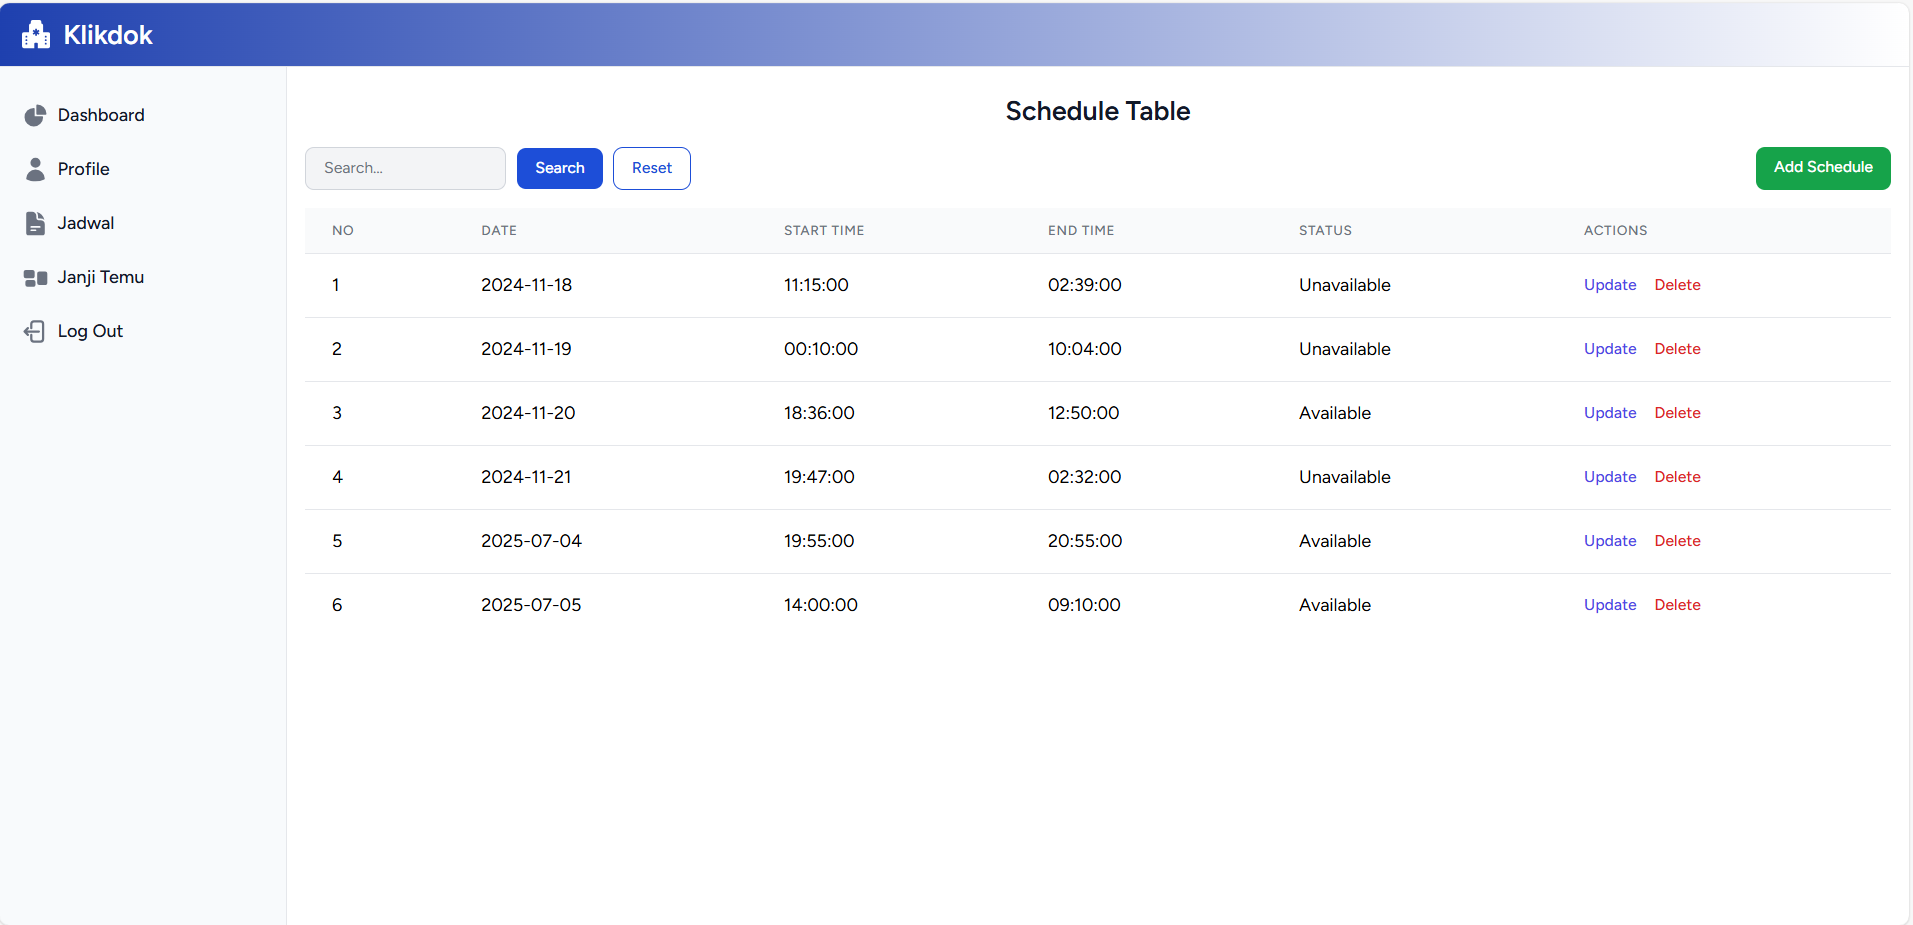 Klikdok
Dashboard
Profile
Jadwal
Janji Temu
Log Out
Schedule Table
Search... Search Reset Add Schedule
NO DATE START TIME END TIME STATUS ACTIONS
1 2024-11-18 11:15:00 02:39:00 Unavailable Update Delete
2 2024-11-19 00:10:00 10:04:00 Unavailable Update Delete
3 2024-11-20 18:36:00 12:50:00 Available Update Delete
4 2024-11-21 19:47:00 02:32:00 Unavailable Update Delete
5 2025-07-04 19:55:00 20:55:00 Available Update Delete
6 2025-07-05 14:00:00 09:10:00 Available Update Delete